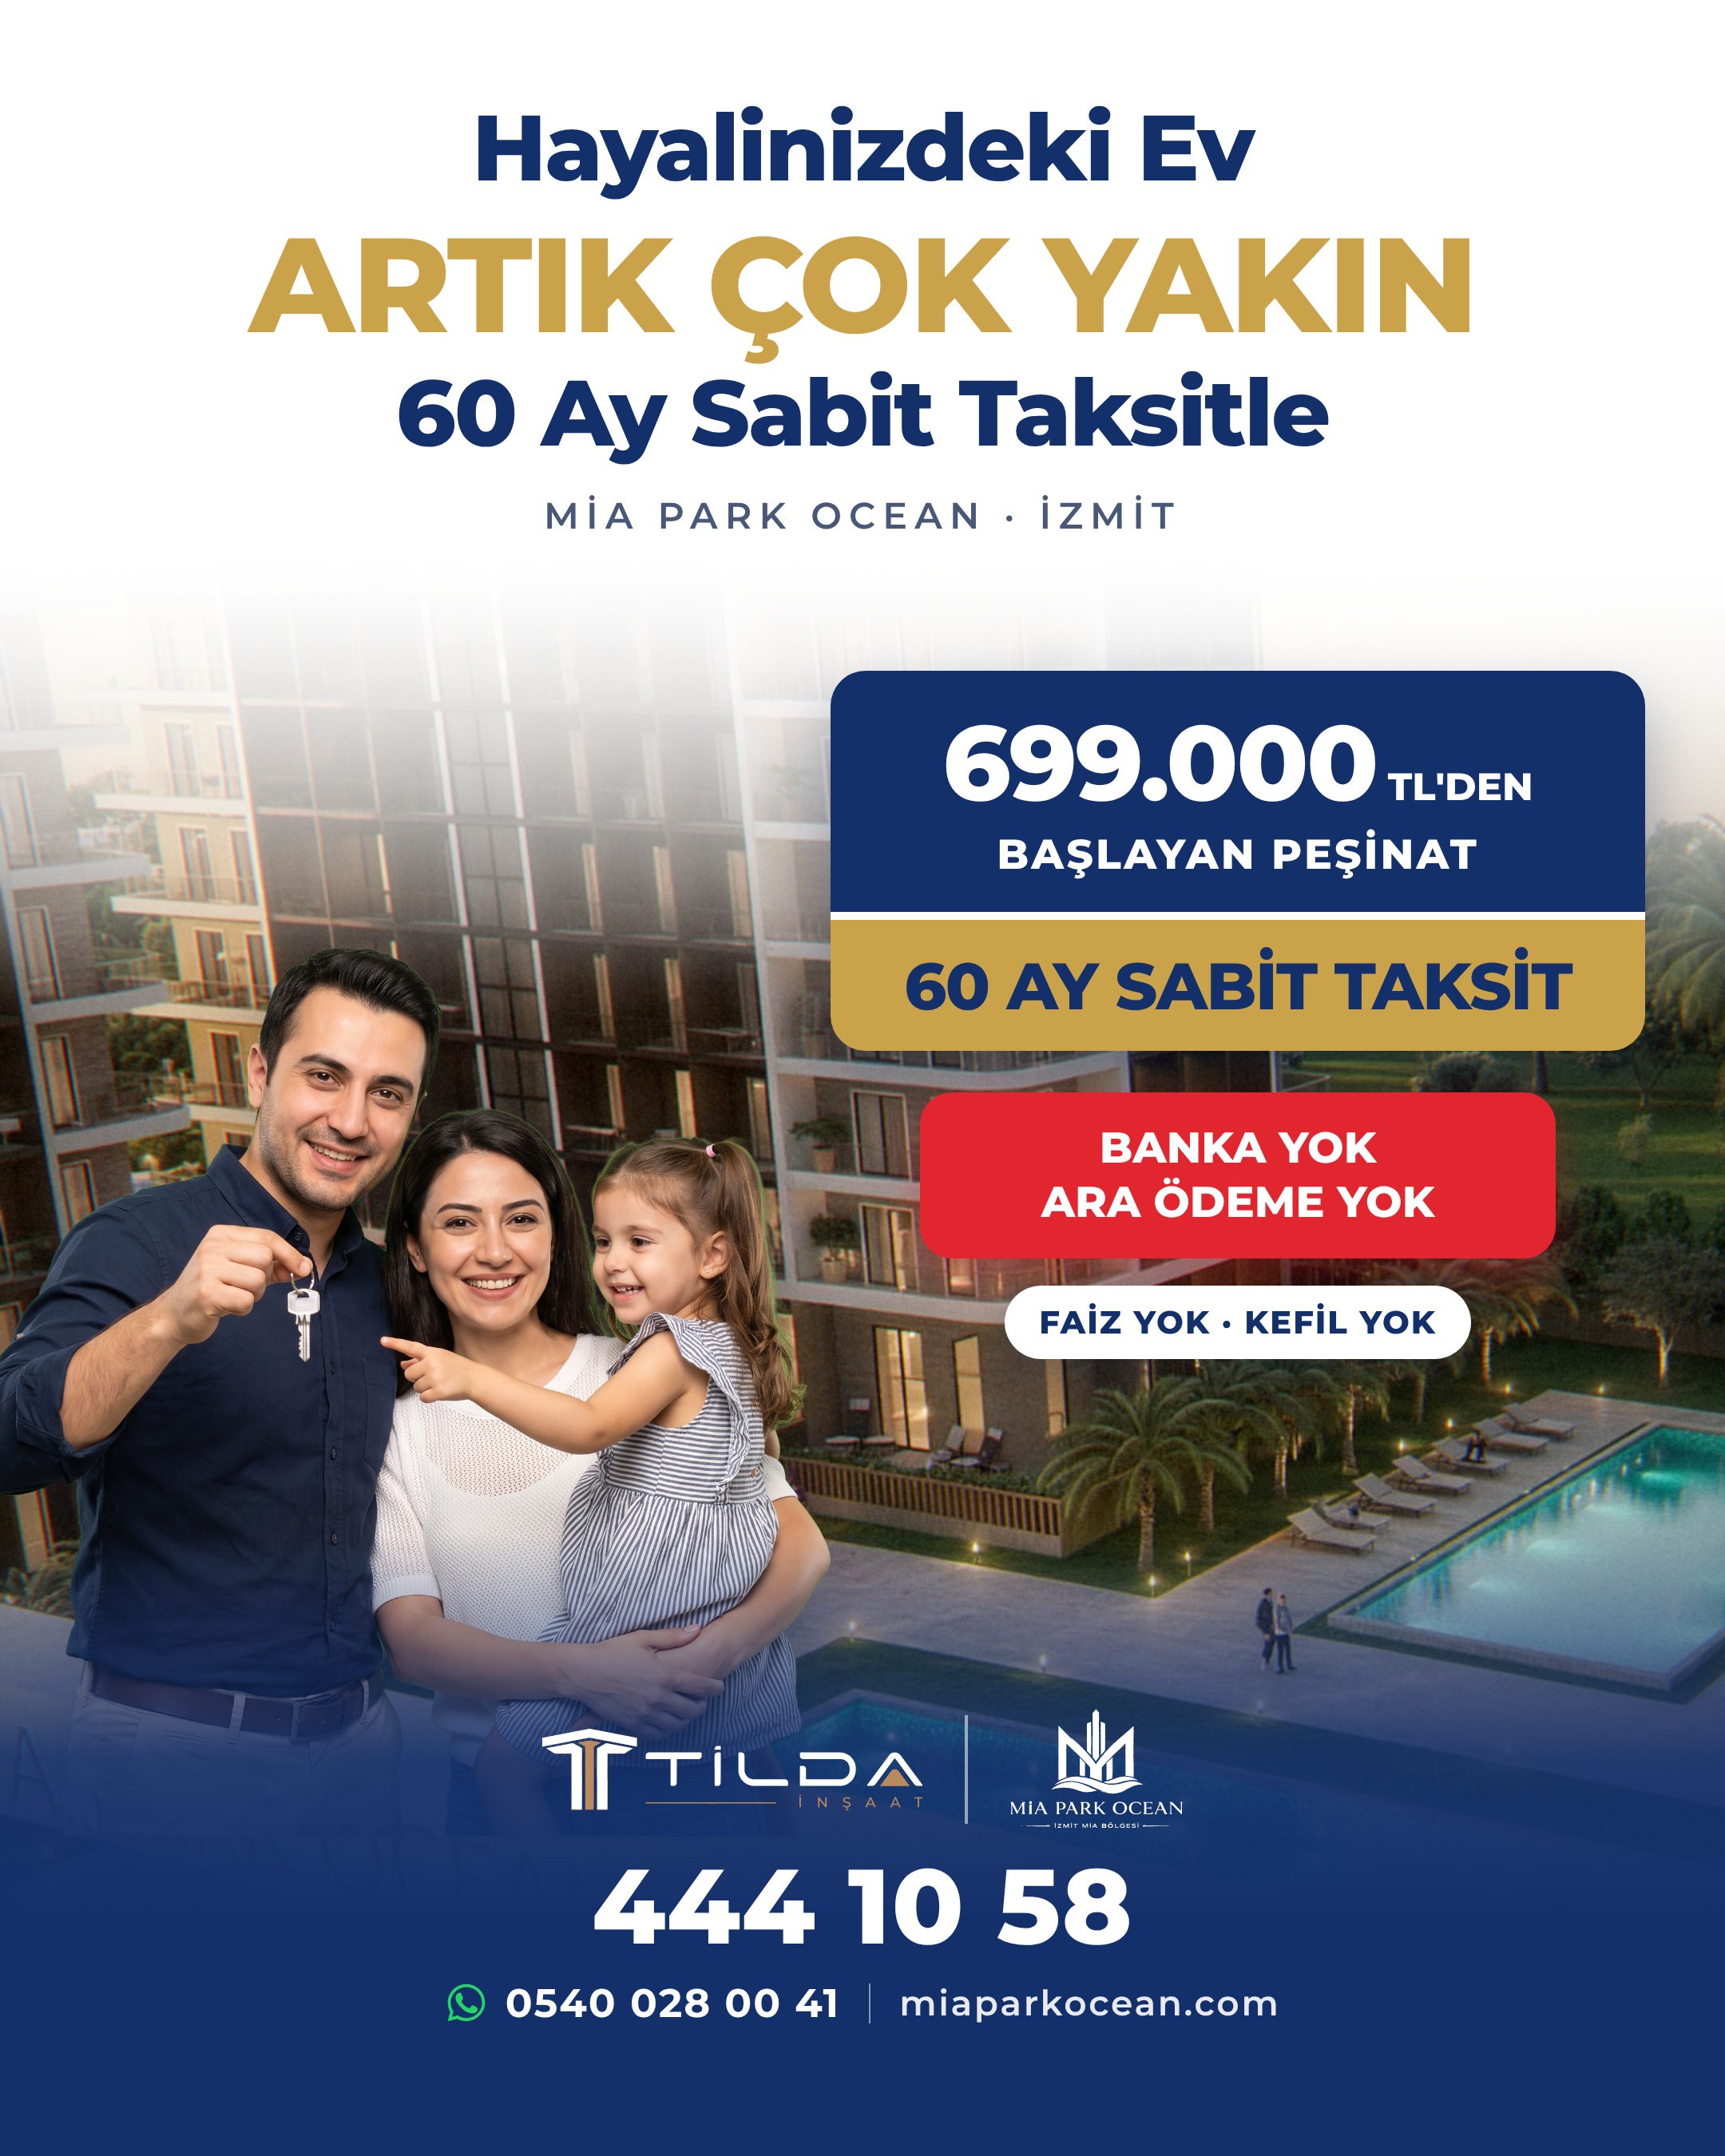 Hayalinizdeki Ev
ARTIK ÇOK YAKIN
60 Ay Sabit Taksitle
MİA PARK OCEAN · İZMİT
699.000 TL'DEN
BAŞLAYAN PEŞİNAT
60 AY SABİT TAKSİT
BANKA YOK
ARA ÖDEME YOK
FAİZ YOK · KEFİL YOK
TİLDA
İNŞAAT
MİA PARK OCEAN
İZMİT MİA BÖLGESİ
444 10 58
0540 028 00 41 | miaparkocean.com